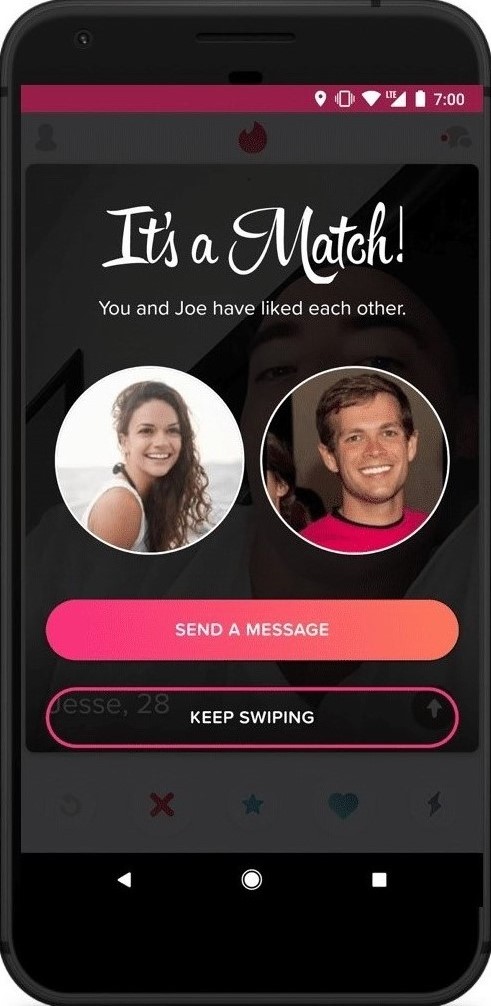 LTE 7:00
It's a Match!
You and Joe have liked each other.
SEND A MESSAGE
Jesse, 28
KEEP SWIPING